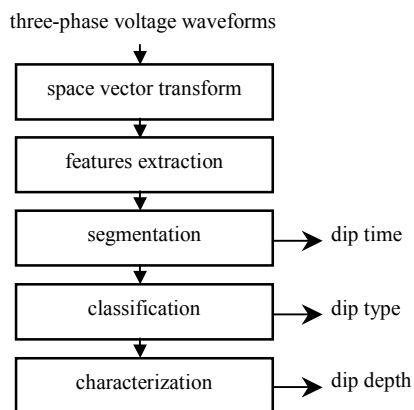 three-phase voltage waveforms
space vector transform
features extraction
segmentation
dip time
classification
dip type
characterization
dip depth